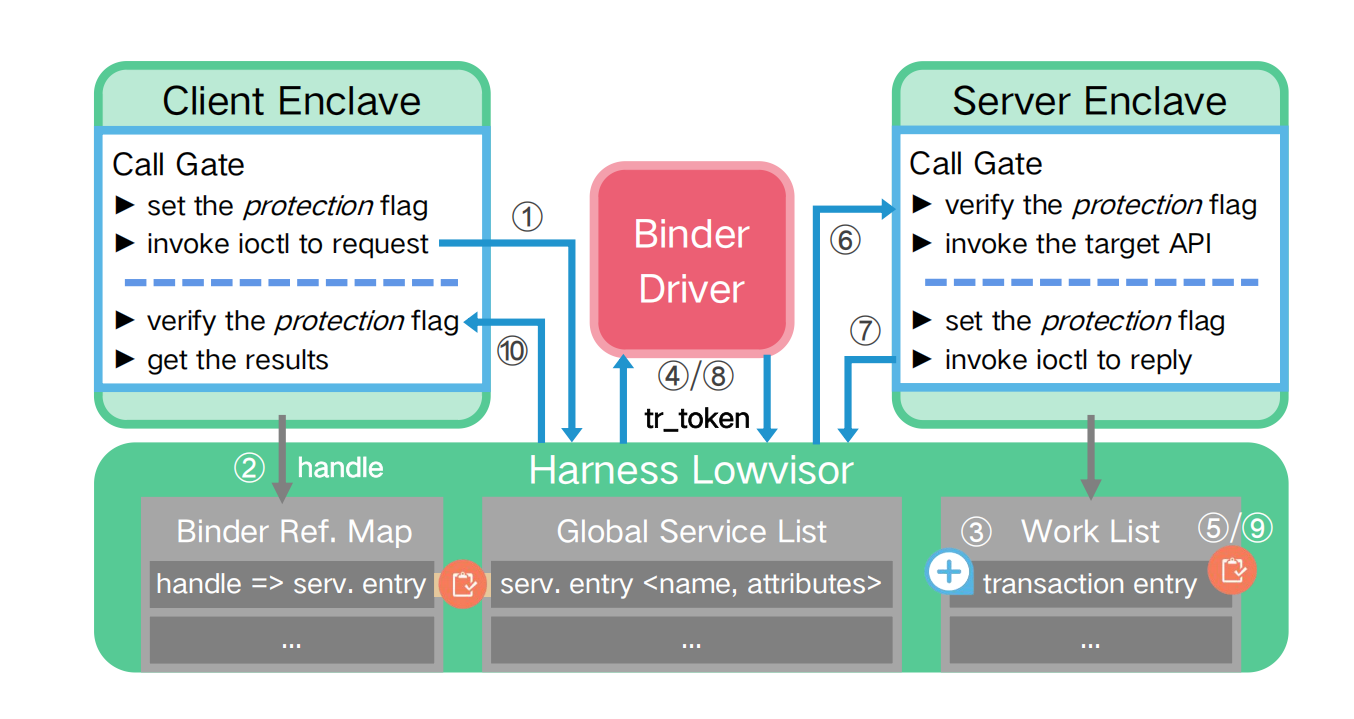 Client Enclave
Call Gate
► set the protection flag
► invoke ioctl to request
► verify the protection flag
► get the results
①
⑩
Binder
Driver
④/⑧
tr_token
Server Enclave
Call Gate
► verify the protection flag
► invoke the target API
► set the protection flag
► invoke ioctl to reply
⑥
⑦
② handle
Harness Lowvisor
Binder Ref. Map
handle => serv. entry
...
Global Service List
serv. entry <name, attributes>
...
③ Work List ⑤/⑨
transaction entry
...